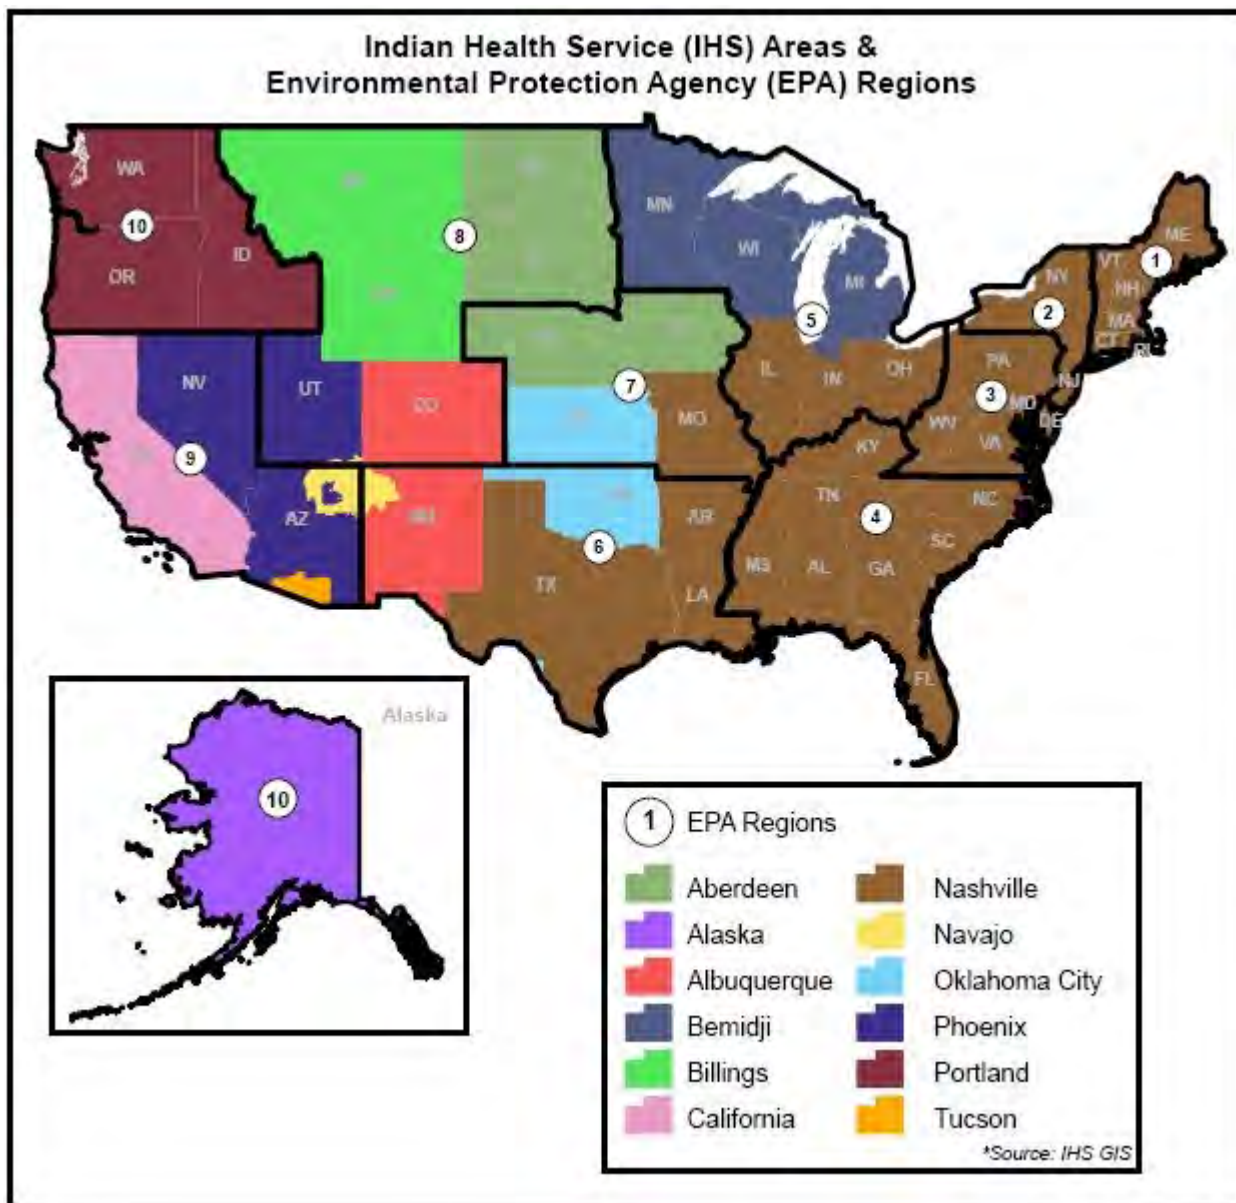 Indian Health Service (IHS) Areas &
Environmental Protection Agency (EPA) Regions
WA
10
OR
ID
8
MN
WI
MI
5
ME
VT
1
NH
NY
2
MA
CT
RI
NV
UT
CO
7
MO
IL
IN
OH
PA
3
NJ
MD
DE
WV
VA
KY
9
AZ
NM
6
TX
AR
LA
TN
NC
4
SC
MS
AL
GA
FL
Alaska
10
1 EPA Regions
Aberdeen
Alaska
Albuquerque
Bemidji
Billings
California
Nashville
Navajo
Oklahoma City
Phoenix
Portland
Tucson
*Source: IHS GIS